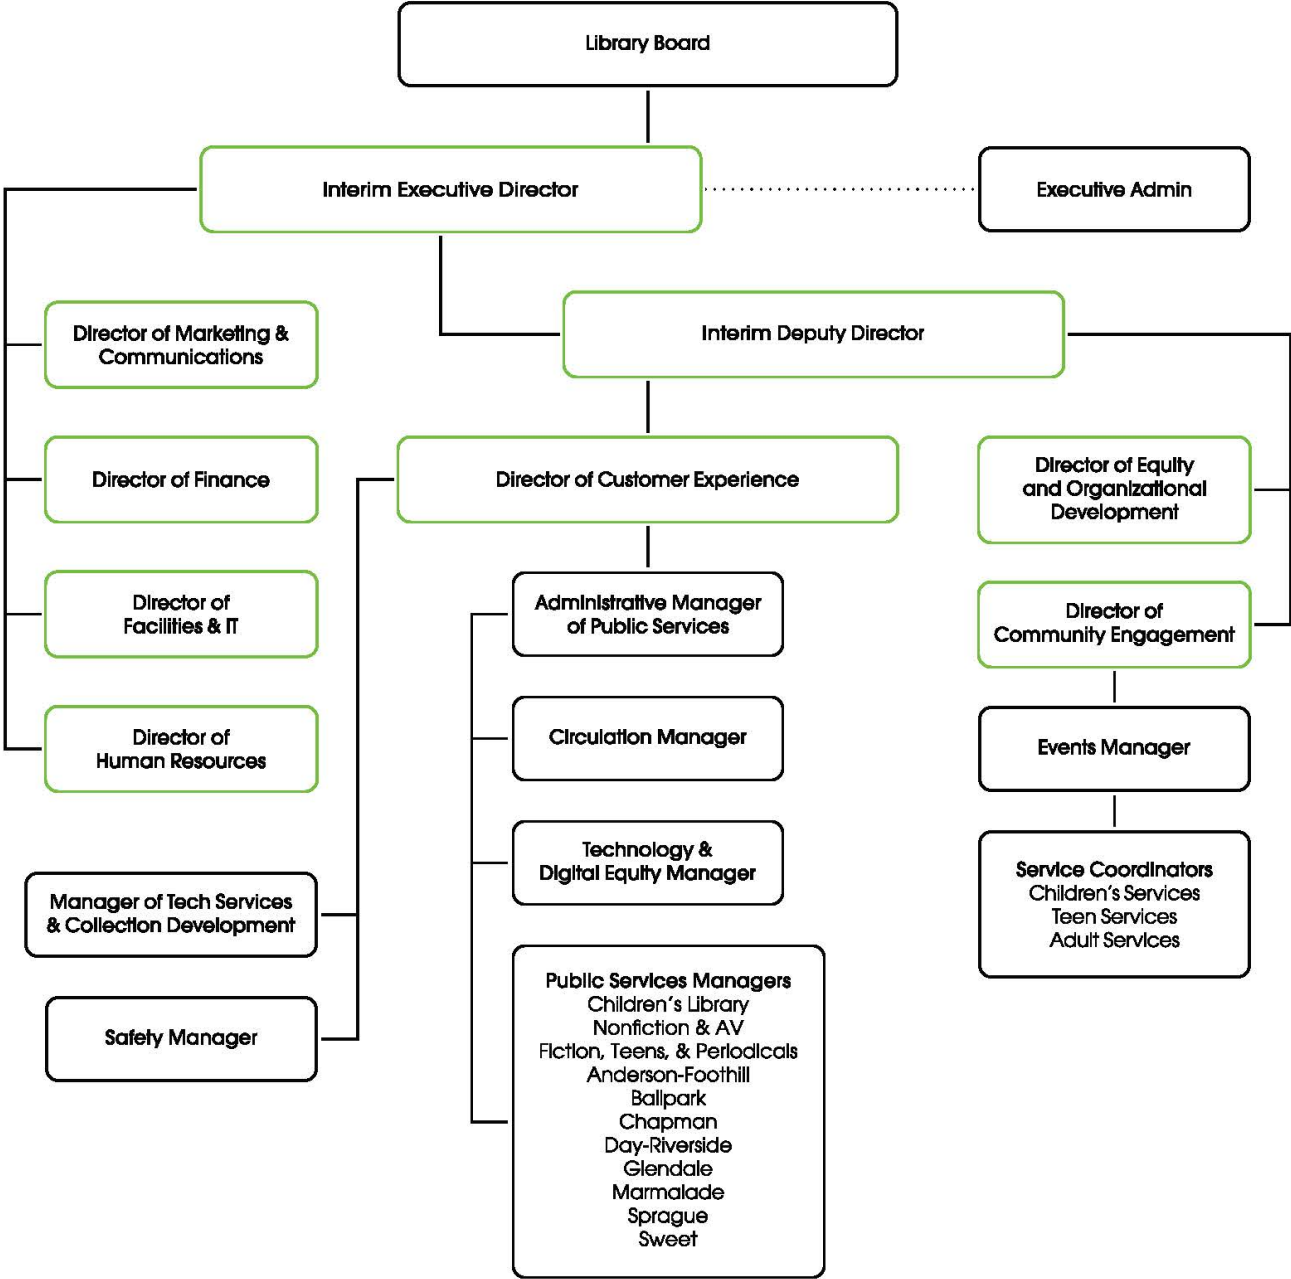 Library Board
Interim Executive Director
Executive Admin
Director of Marketing &
Communications
Interim Deputy Director
Director of Finance
Director of Customer Experience
Director of Equity
and Organizational
Development
Director of
Facilities & IT
Administrative Manager
of Public Services
Director of
Community Engagement
Director of
Human Resources
Circulation Manager
Events Manager
Technology &
Digital Equity Manager
Manager of Tech Services
& Collection Development
Service Coordinators
Children's Services
Teen Services
Adult Services
Safety Manager
Public Services Managers
Children's Library
Nonfiction & AV
Fiction, Teens, & Periodicals
Anderson-Foothill
Ballpark
Chapman
Day-Riverside
Glendale
Marmalade
Sprague
Sweet